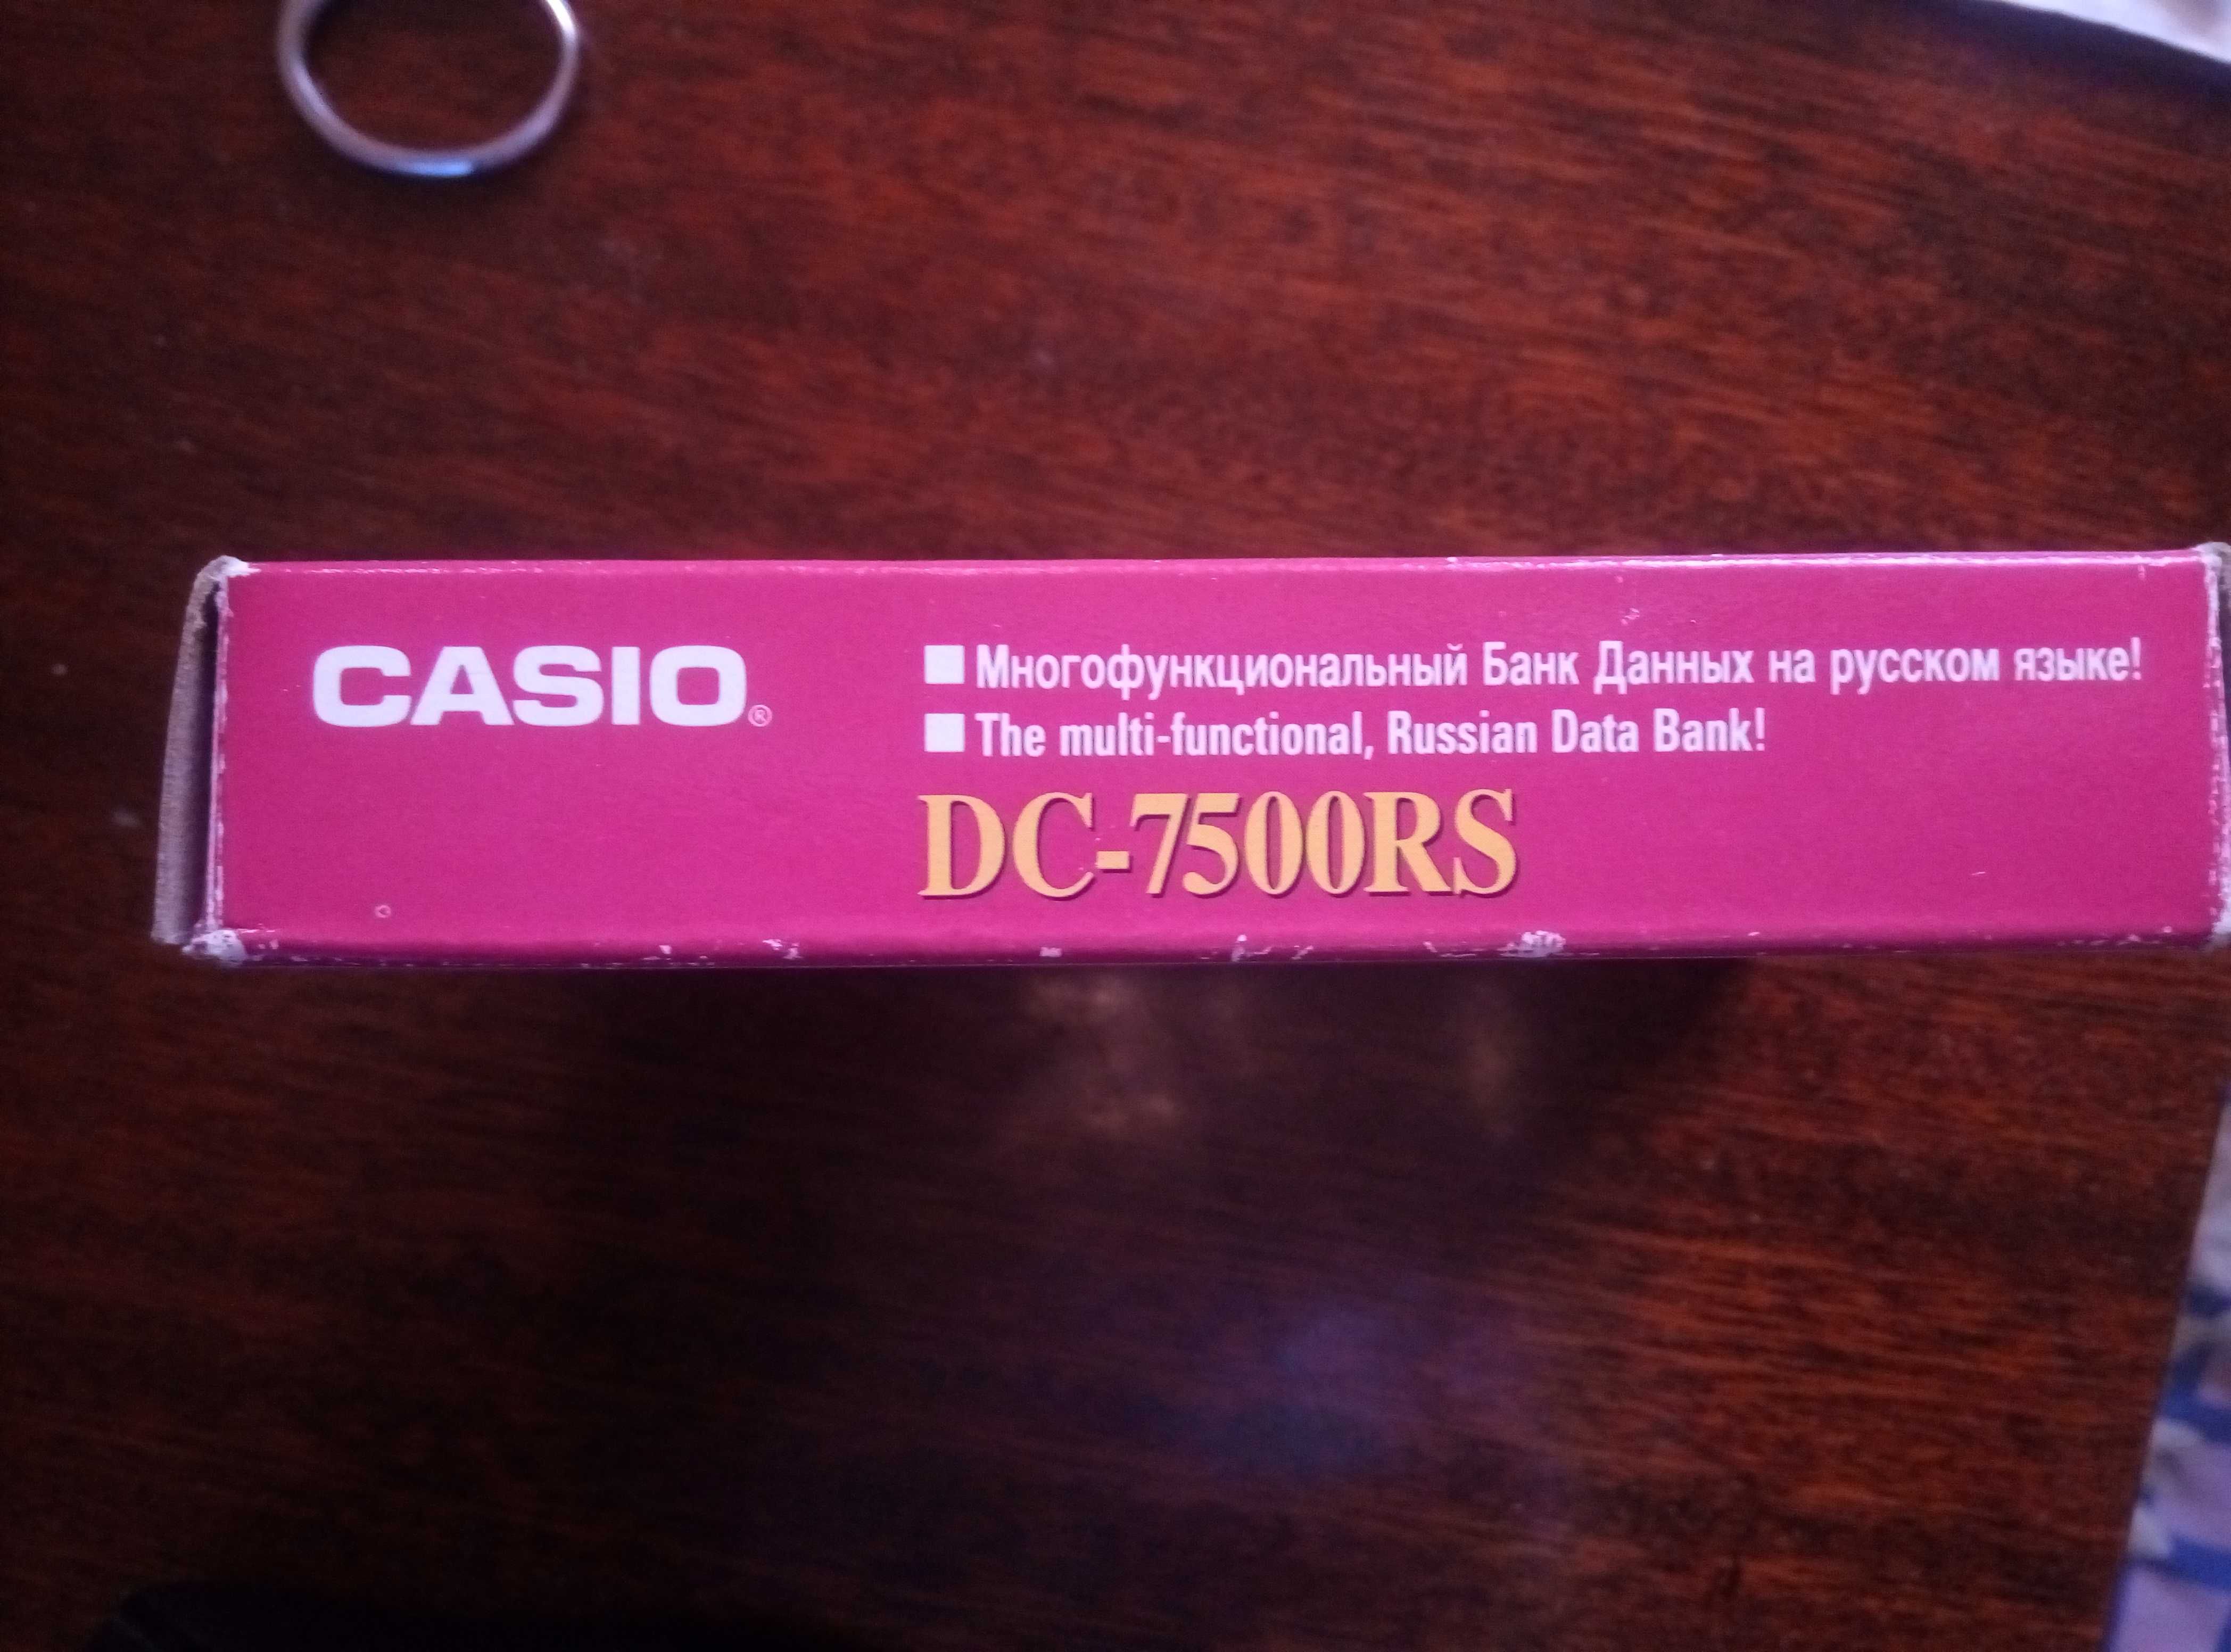 CASIO®
■ Многофункциональный Банк Данных на русском языке!
■ The multi-functional, Russian Data Bank!
DC-7500RS